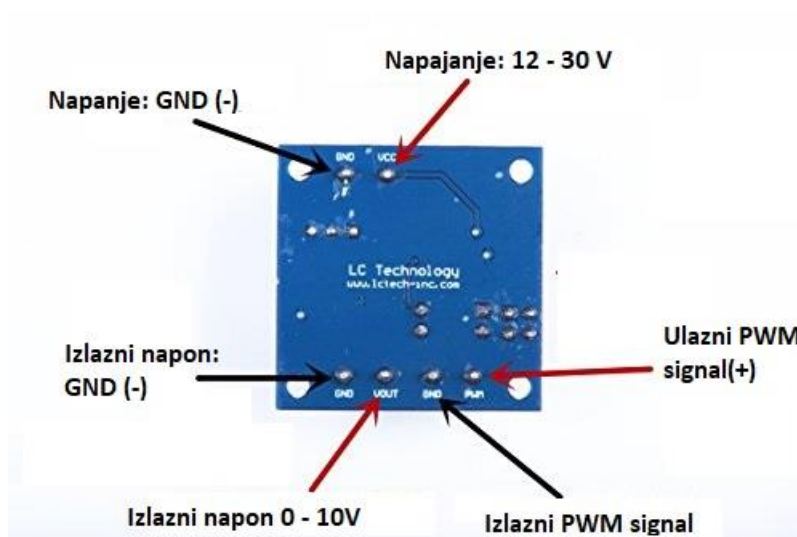 Napajanje: 12 - 30 V
Napanje: GND (-)
GND VCC
LC Technology
www.lctech-inc.com
Izlazni napon:
GND (-)
Ulazni PWM
signal(+)
GND VOUT GND PWM
Izlazni napon 0 - 10V
Izlazni PWM signal